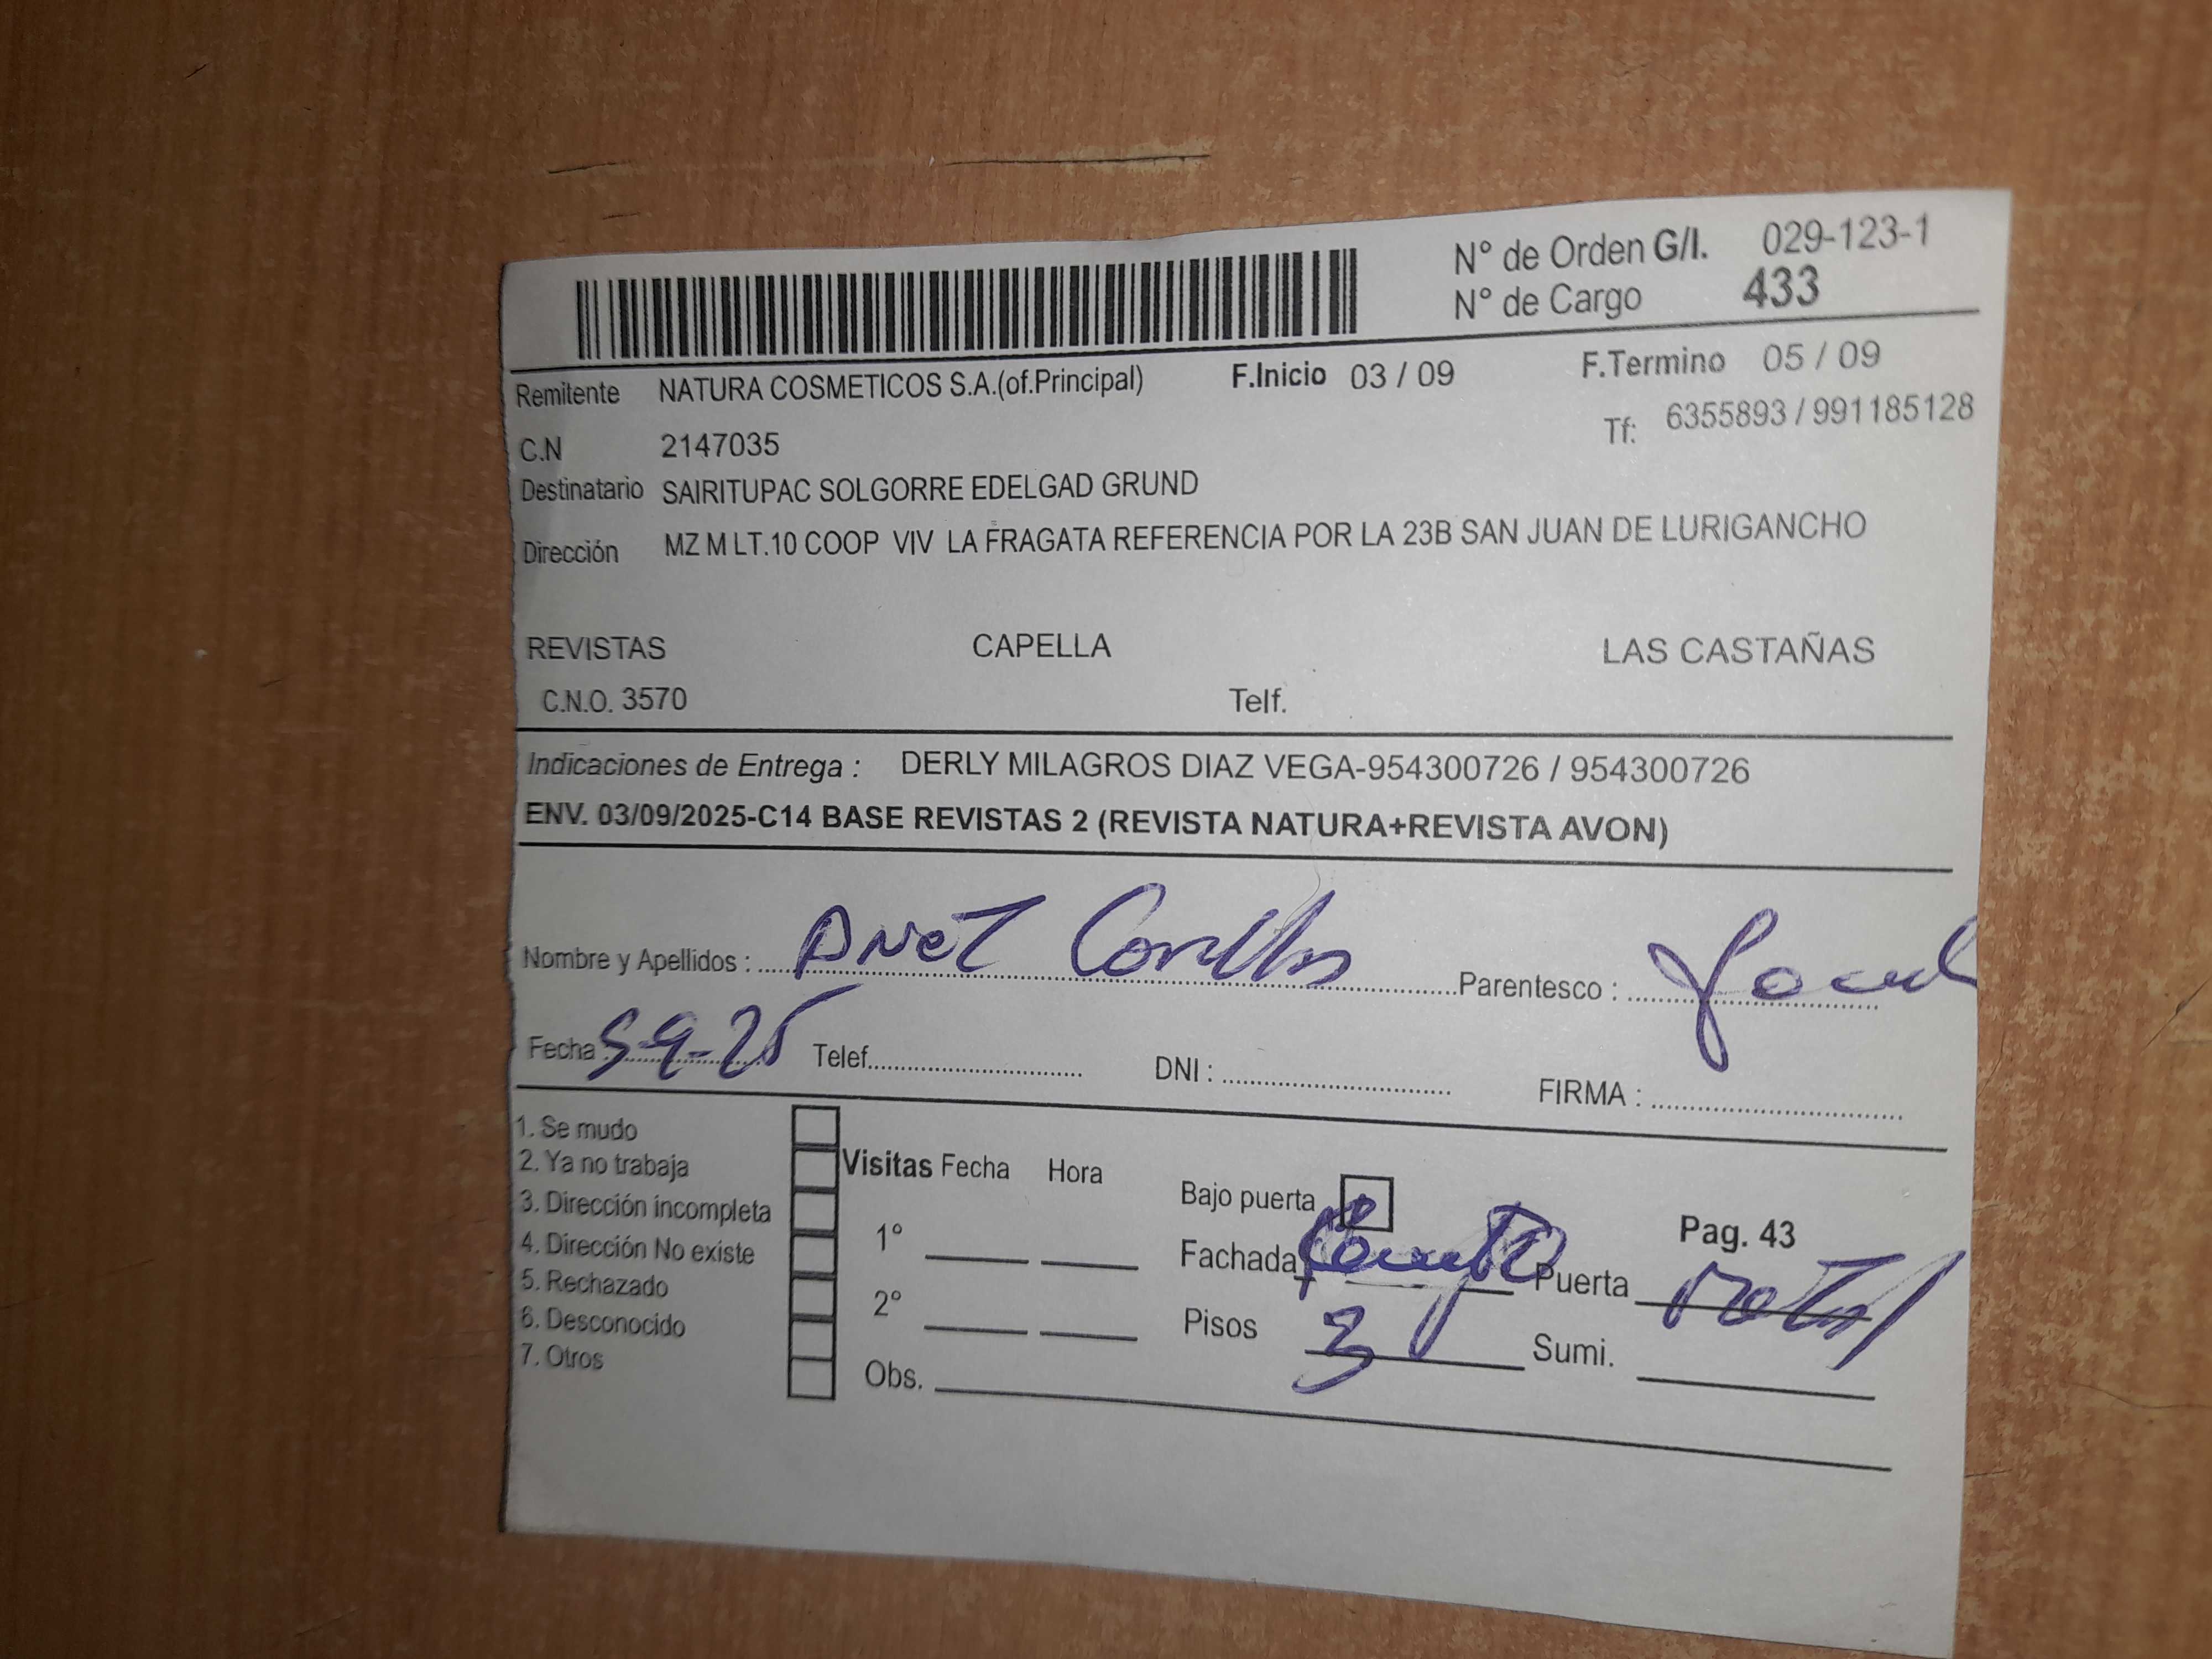 N° de Orden G/I. 029-123-1
N° de Cargo 433
Remitente NATURA COSMETICOS S.A.(of.Principal) F.Inicio 03 / 09 F.Termino 05 / 09
C.N 2147035 Tf: 6355893 / 991185128
Destinatario SAIRITUPAC SOLGORRE EDELGAD GRUND
Dirección MZ M LT.10 COOP VIV LA FRAGATA REFERENCIA POR LA 23B SAN JUAN DE LURIGANCHO
REVISTAS CAPELLA LAS CASTAÑAS
C.N.O. 3570 Telf.
Indicaciones de Entrega : DERLY MILAGROS DIAZ VEGA-954300726 / 954300726
ENV. 03/09/2025-C14 BASE REVISTAS 2 (REVISTA NATURA+REVISTA AVON)
Nombre y Apellidos : Parentesco :
Fecha : 5-9-25 Telef. DNI : FIRMA :
1. Se mudo
2. Ya no trabaja
3. Dirección incompleta
4. Dirección No existe
5. Rechazado
6. Desconocido
7. Otros
Visitas Fecha Hora
1°
2°
Obs.
Bajo puerta Pag. 43
Fachada Puerta
Pisos 3 Sumi.